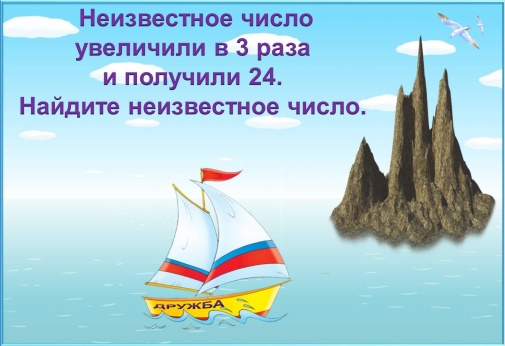 Неизвестное число
увеличили в 3 раза
и получили 24.
Найдите неизвестное число.
ДРУЖБА